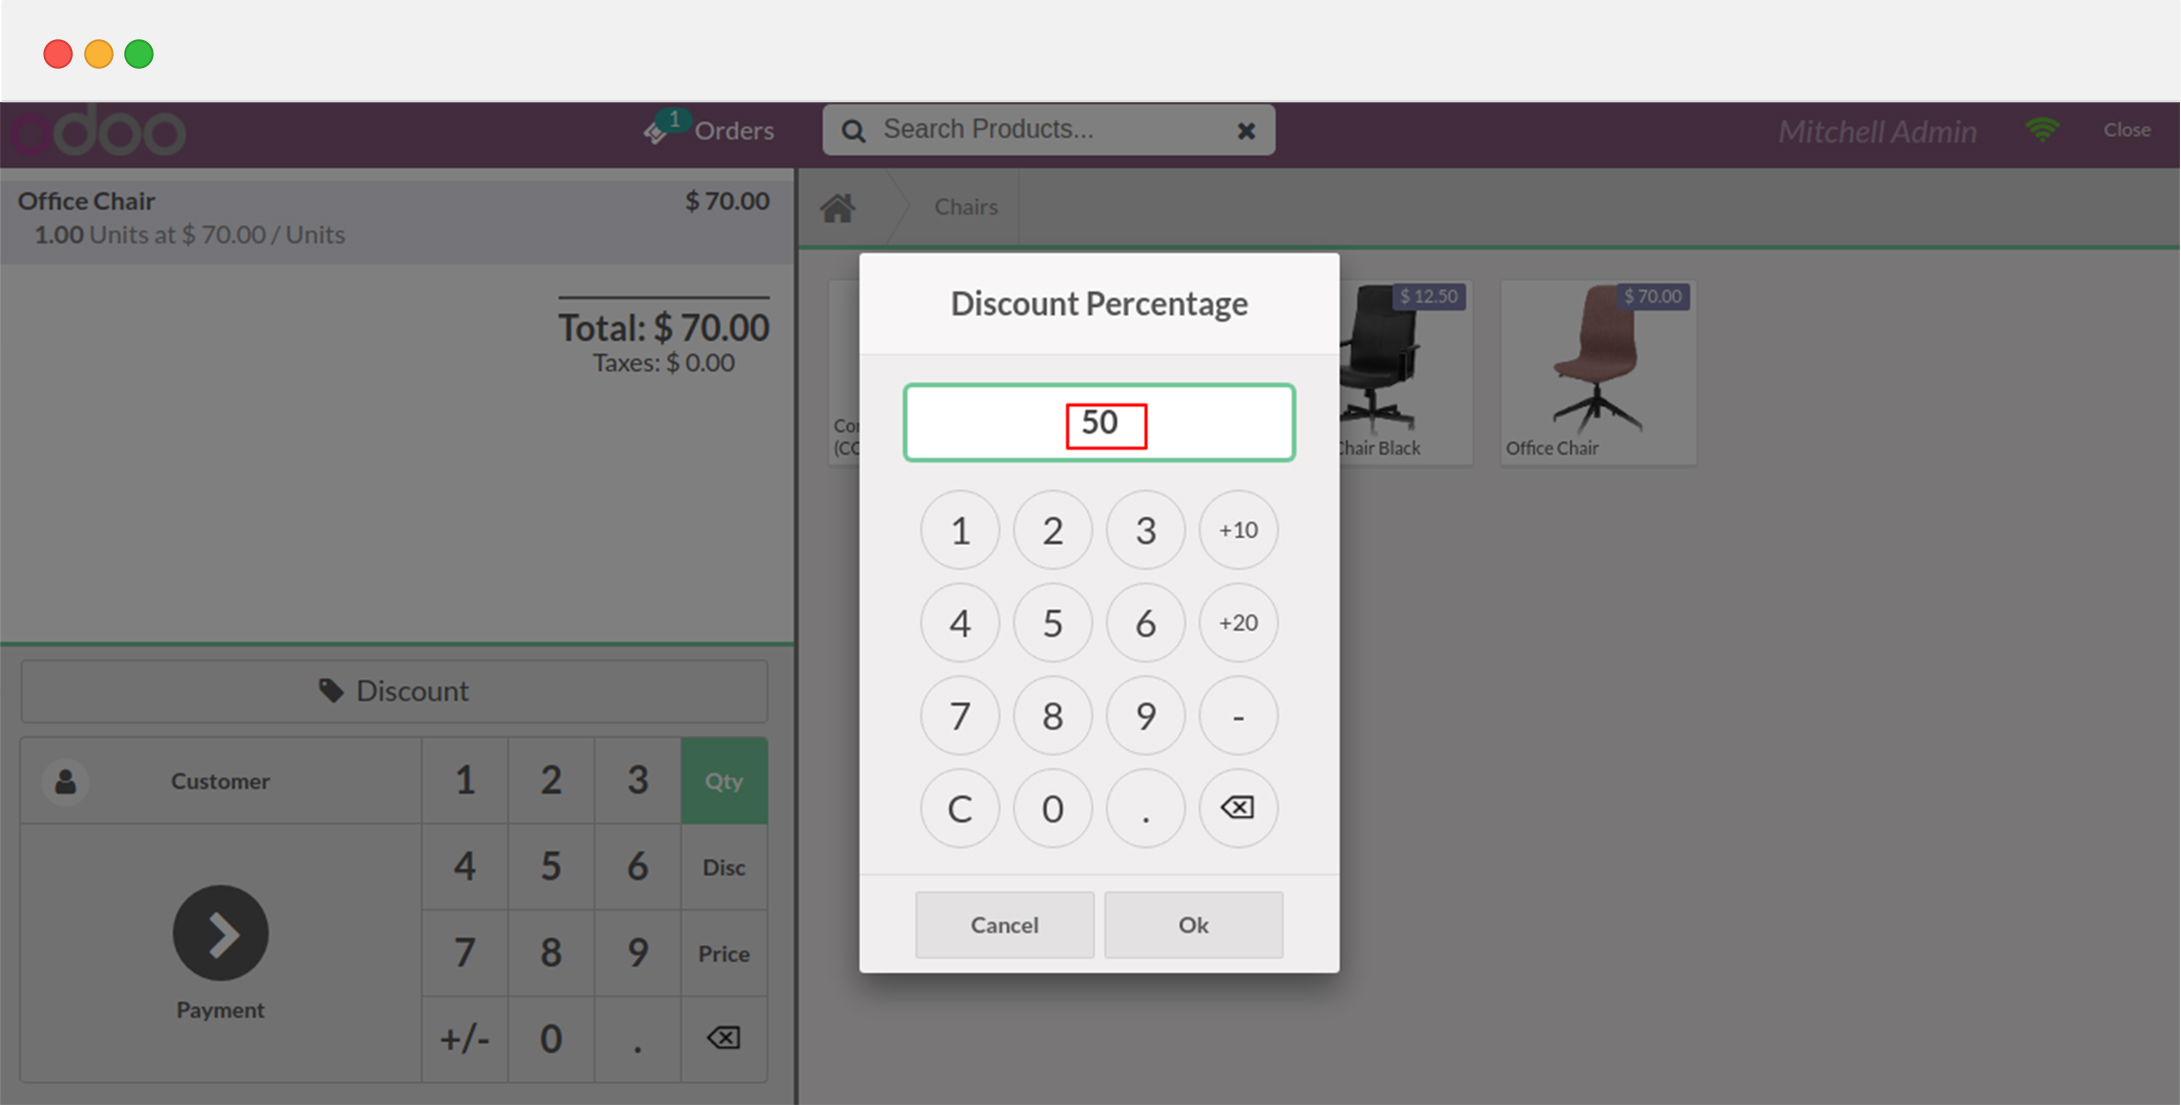 odoo
1
Orders
Search Products...
Mitchell Admin
Close
Office Chair $ 70.00
1.00 Units at $ 70.00 / Units
Total: $ 70.00
Taxes: $ 0.00
Chairs
$ 12.50
Chair Black
$ 70.00
Office Chair
Discount Percentage
50
1 2 3 +10
4 5 6 +20
7 8 9 -
C 0 .
Cancel Ok
Discount
Customer
Payment
1 2 3 Qty
4 5 6 Disc
7 8 9 Price
+/- 0 .